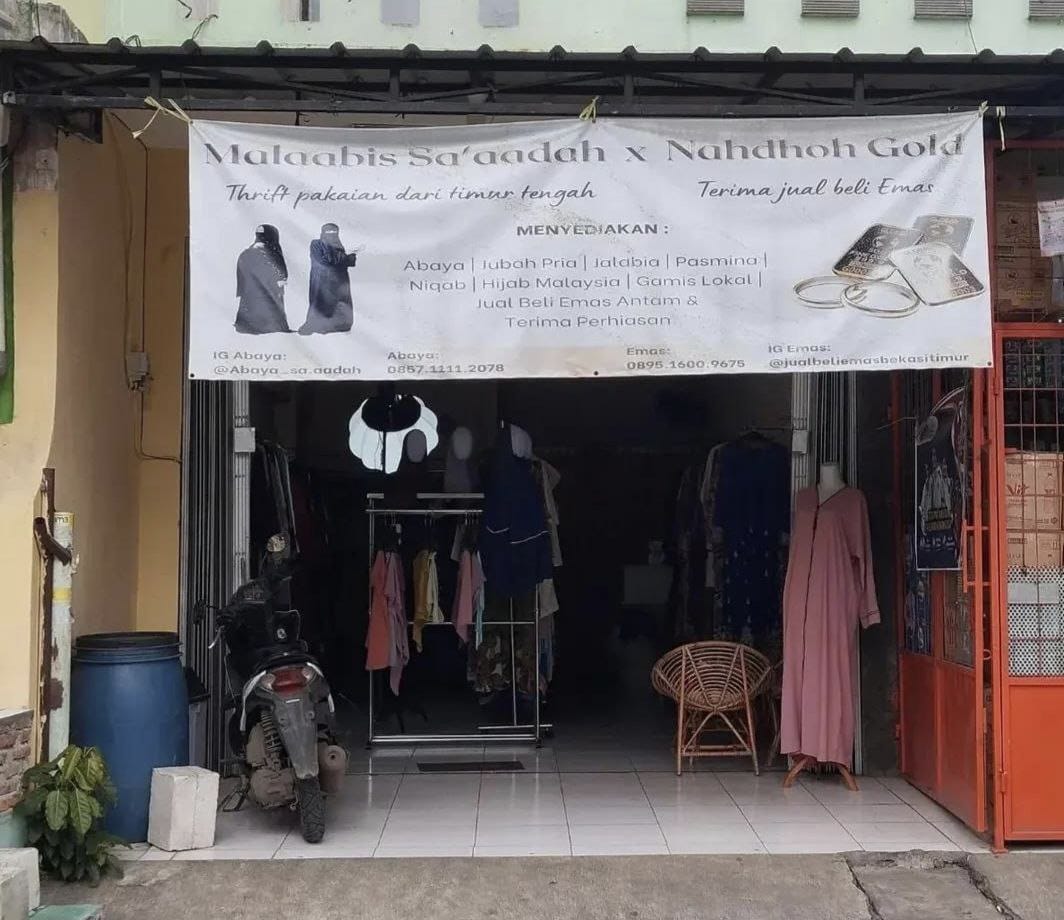 Malaabis Sa'aadah x Nahdhoh Gold
Thrift pakaian dari timur tengah
Terima jual beli Emas
MENYEDIAKAN :
Abaya | Jubah Pria | Jalabia | Pasmina |
Niqab | Hijab Malaysia | Gamis Lokal |
Jual Beli Emas Antam &
Terima Perhiasan
IG Abaya:
@Abaya_sa.aadah
Abaya:
0857.1111.2078
Emas:
0895.1600.9675
IG Emas:
@jualbeliemasbekasitimur